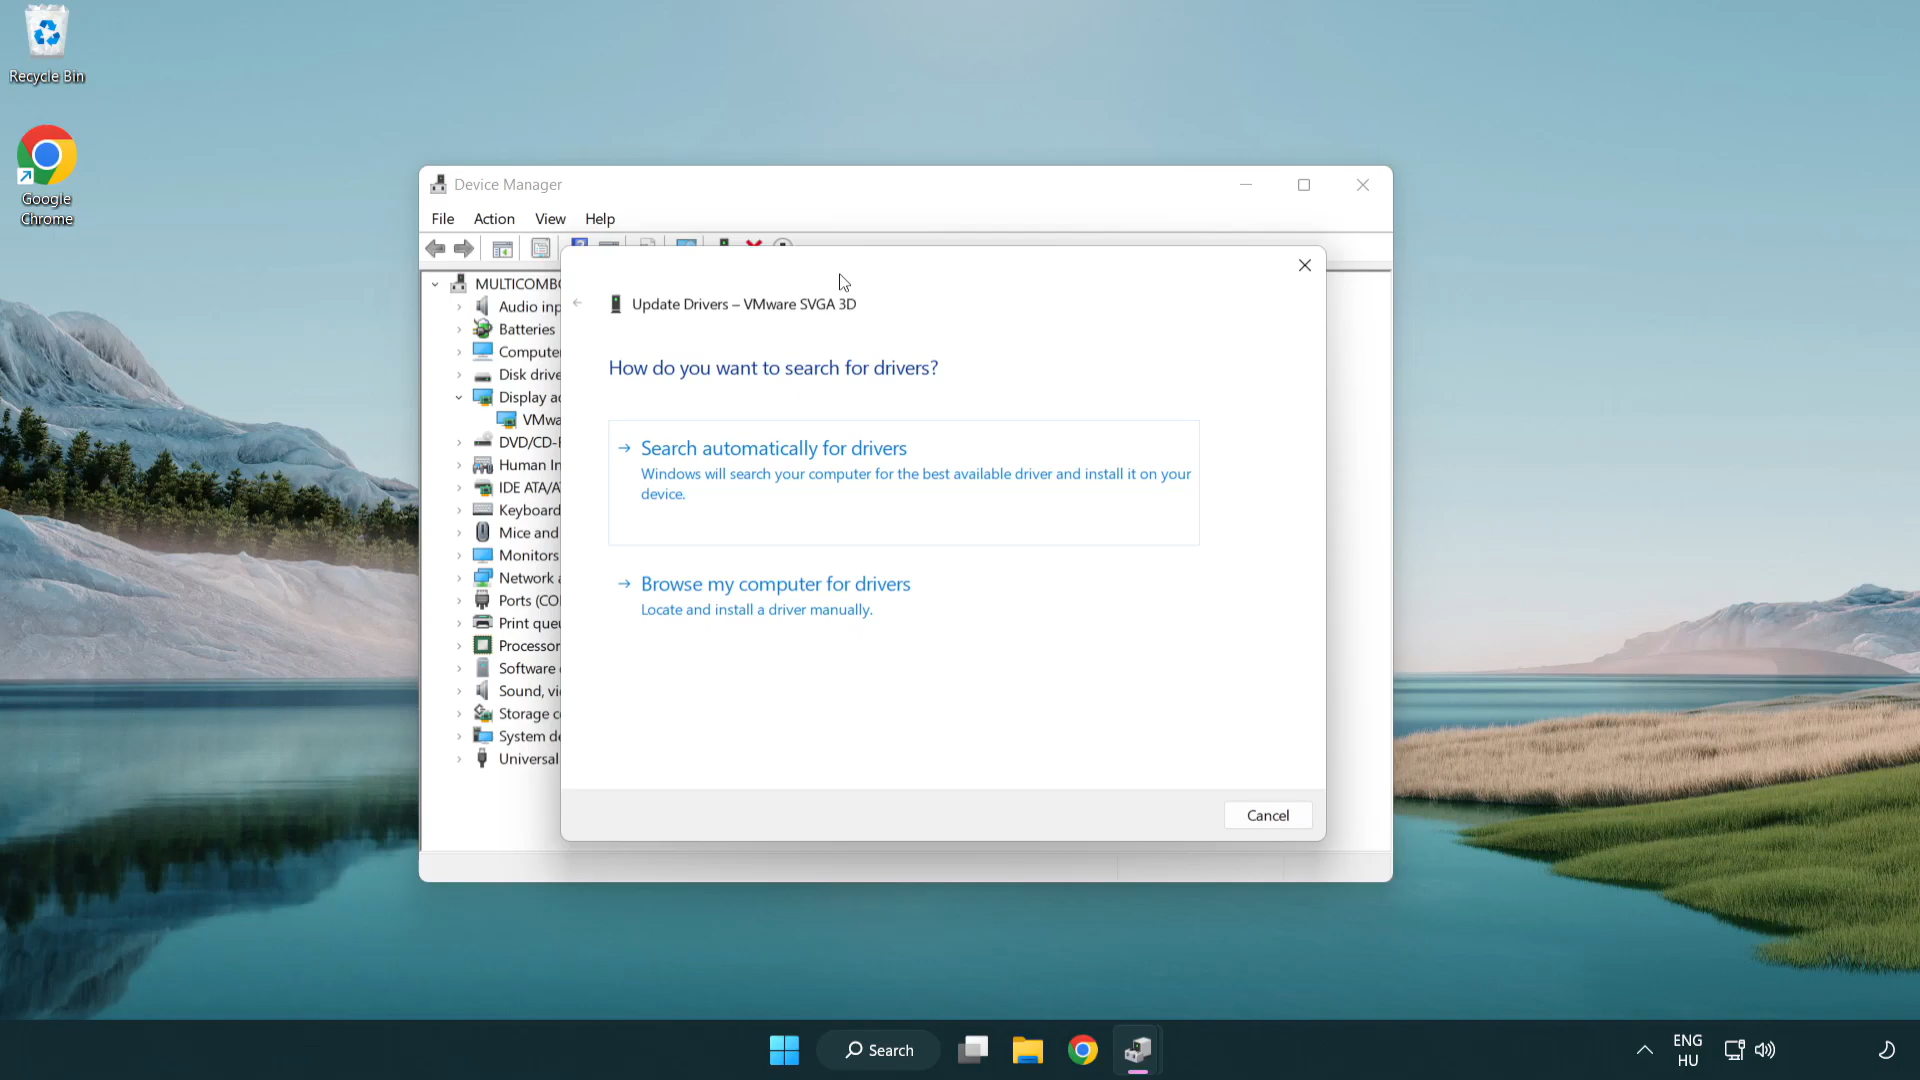 Recycle Bin
Google
Chrome
Device Manager
File Action View Help
MULTICOMBO
Audio inp
Batteries
Compute
Disk drive
Display ad
VMwa
DVD/CD-
Human In
IDE ATA/A
Keyboard
Mice and
Monitors
Network a
Ports (CO
Print que
Processor
Software
Sound, vi
Storage c
System de
Universal
Update Drivers – VMware SVGA 3D
How do you want to search for drivers?
Search automatically for drivers
Windows will search your computer for the best available driver and install it on your
device.
Browse my computer for drivers
Locate and install a driver manually.
Cancel
Search
ENG
HU